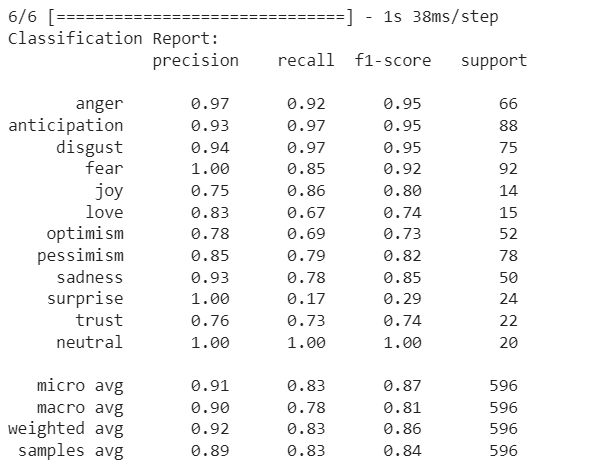 6/6 [==============================] - 1s 38ms/step
Classification Report:
precision recall f1-score support
anger 0.97 0.92 0.95 66
anticipation 0.93 0.97 0.95 88
disgust 0.94 0.97 0.95 75
fear 1.00 0.85 0.92 92
joy 0.75 0.86 0.80 14
love 0.83 0.67 0.74 15
optimism 0.78 0.69 0.73 52
pessimism 0.85 0.79 0.82 78
sadness 0.93 0.78 0.85 50
surprise 1.00 0.17 0.29 24
trust 0.76 0.73 0.74 22
neutral 1.00 1.00 1.00 20
micro avg 0.91 0.83 0.87 596
macro avg 0.90 0.78 0.81 596
weighted avg 0.92 0.83 0.86 596
samples avg 0.89 0.83 0.84 596